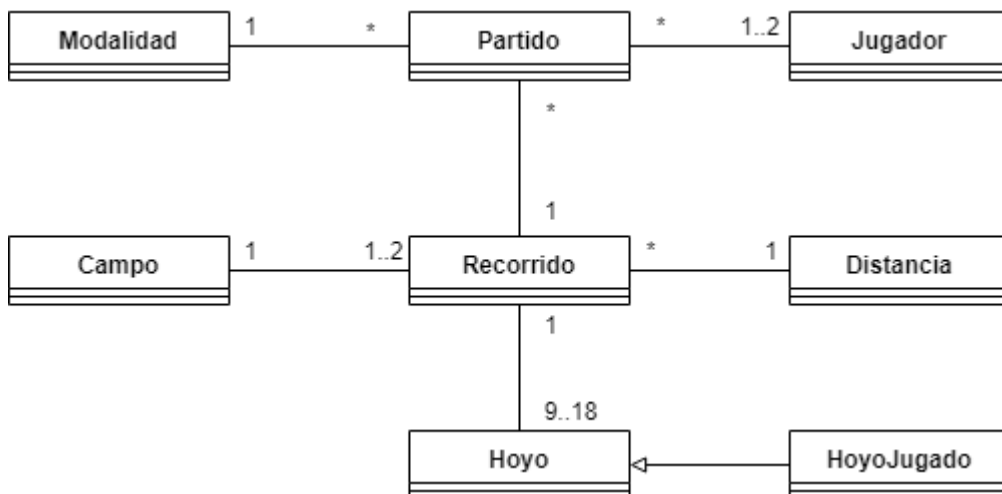 Modalidad 1 * Partido * 1..2 Jugador
*
1
Campo 1 1..2 Recorrido * 1 Distancia
1
9..18
Hoyo HoyoJugado